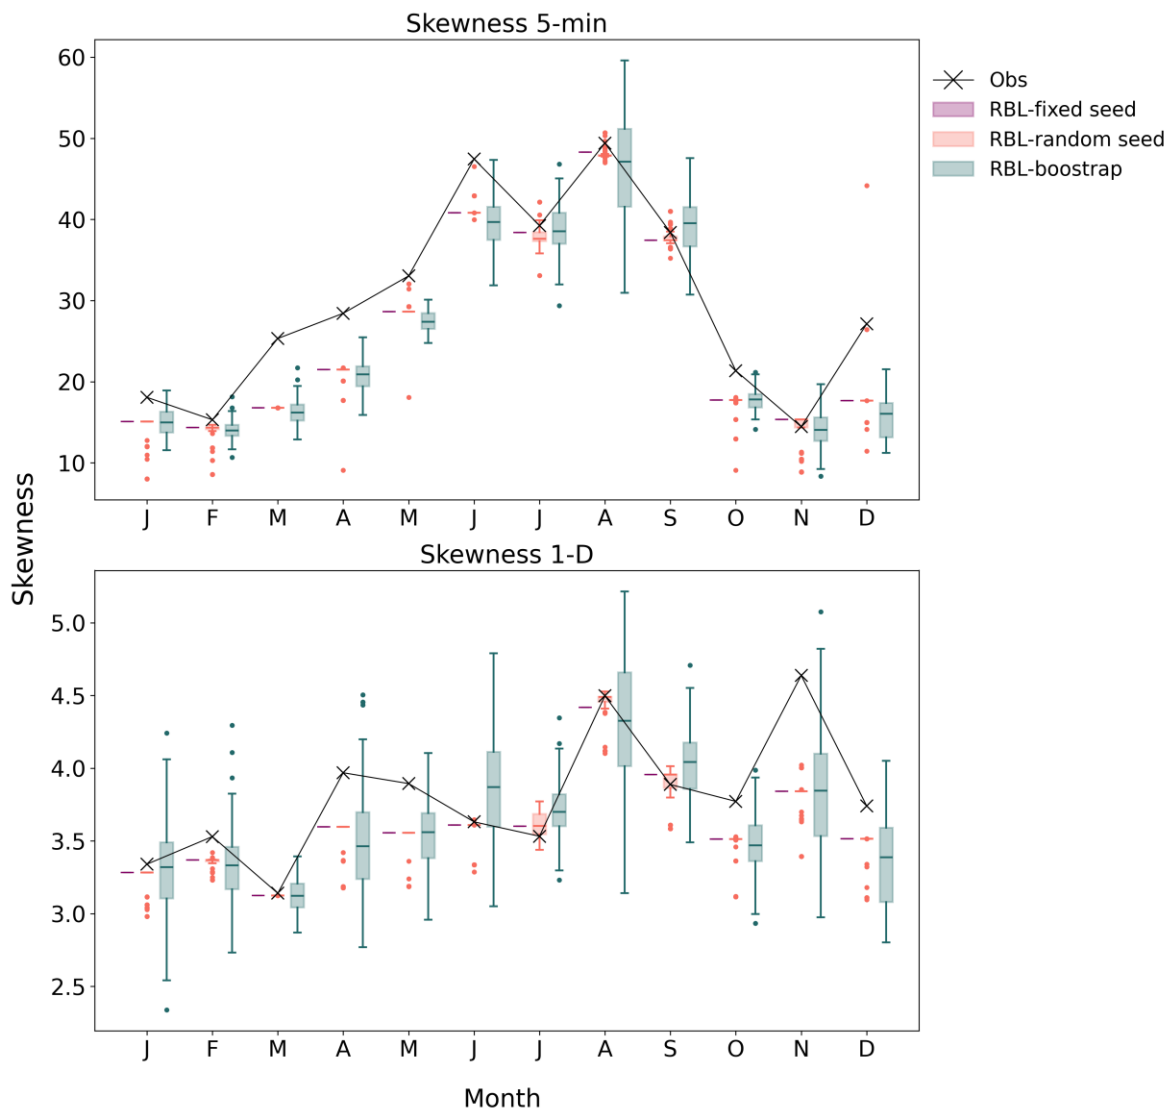 Skewness 5-min
60
50
40
30
20
10
J F M A M J J A S O N D
Obs
RBL-fixed seed
RBL-random seed
RBL-boostrap
Skewness
Skewness 1-D
5.0
4.5
4.0
3.5
3.0
2.5
J F M A M J J A S O N D
Month